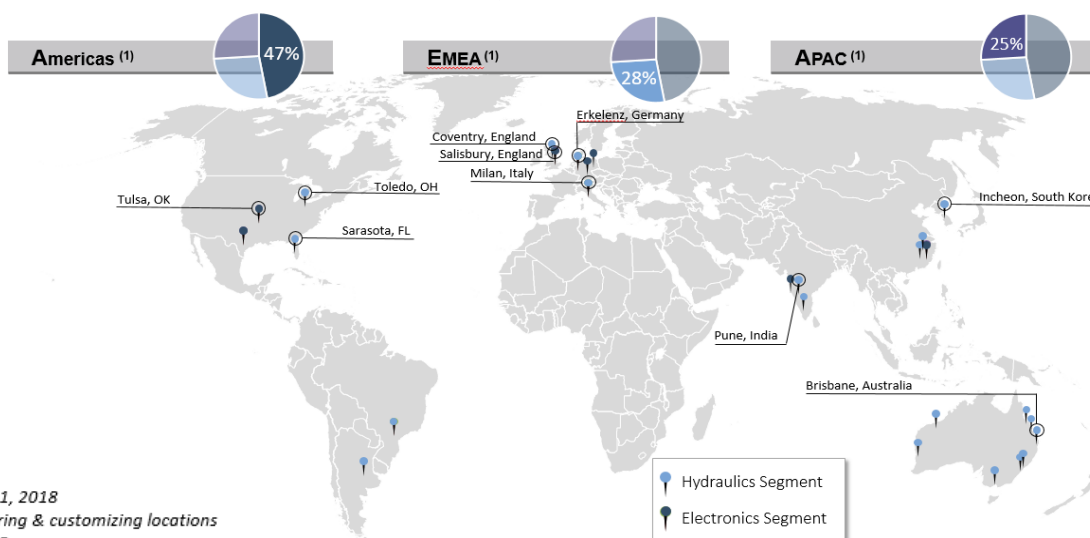 Americas (1)
47%
EMEA (1)
28%
APAC (1)
25%
Erkelenz, Germany
Coventry, England
Salisbury, England
Milan, Italy
Toledo, OH
Tulsa, OK
Sarasota, FL
Incheon, South Kore
Pune, India
Brisbane, Australia
Hydraulics Segment
Electronics Segment
1, 2018
ring & customizing locations